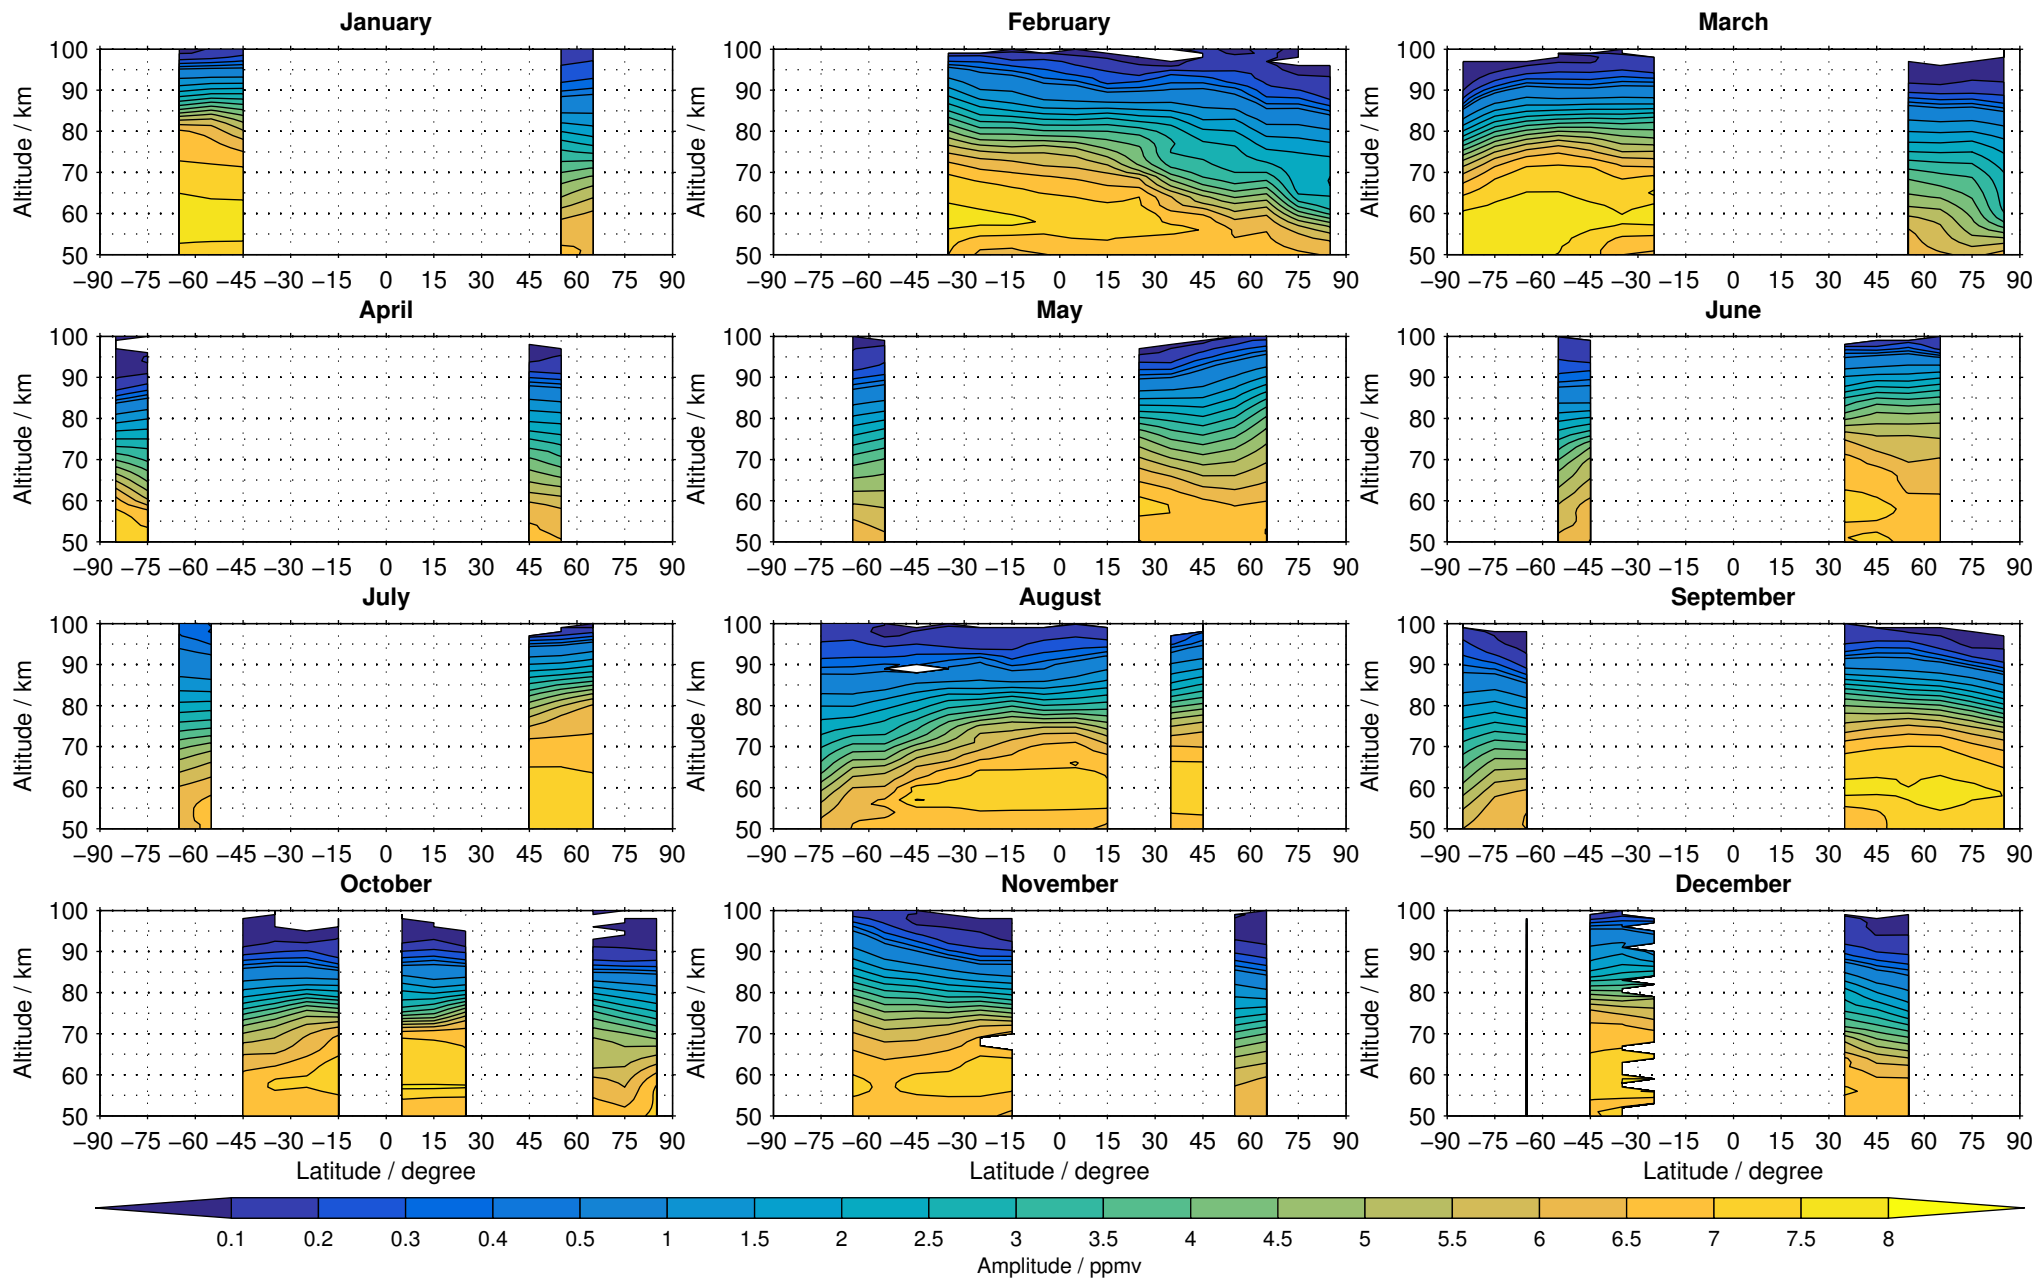 January February March
100 90 80 70 60 50 Altitude / km
100 90 80 70 60 50 Altitude / km
100 90 80 70 60 50 Altitude / km
−90 −75 −60 −45 −30 −15 0 15 30 45 60 75 90 −90 −75 −60 −45 −30 −15 0 15 30 45 60 75 90 −90 −75 −60 −45 −30 −15 0 15 30 45 60 75 90
April May June
100 90 80 70 60 50 Altitude / km
100 90 80 70 60 50 Altitude / km
100 90 80 70 60 50 Altitude / km
−90 −75 −60 −45 −30 −15 0 15 30 45 60 75 90 −90 −75 −60 −45 −30 −15 0 15 30 45 60 75 90 −90 −75 −60 −45 −30 −15 0 15 30 45 60 75 90
July August September
100 90 80 70 60 50 Altitude / km
100 90 80 70 60 50 Altitude / km
100 90 80 70 60 50 Altitude / km
−90 −75 −60 −45 −30 −15 0 15 30 45 60 75 90 −90 −75 −60 −45 −30 −15 0 15 30 45 60 75 90 −90 −75 −60 −45 −30 −15 0 15 30 45 60 75 90
October November December
100 90 80 70 60 50 Altitude / km
100 90 80 70 60 50 Altitude / km
100 90 80 70 60 50 Altitude / km
−90 −75 −60 −45 −30 −15 0 15 30 45 60 75 90 −90 −75 −60 −45 −30 −15 0 15 30 45 60 75 90 −90 −75 −60 −45 −30 −15 0 15 30 45 60 75 90
Latitude / degree Latitude / degree Latitude / degree
0.1 0.2 0.3 0.4 0.5 1 1.5 2 2.5 3 3.5 4 4.5 5 5.5 6 6.5 7 7.5 8
Amplitude / ppmv